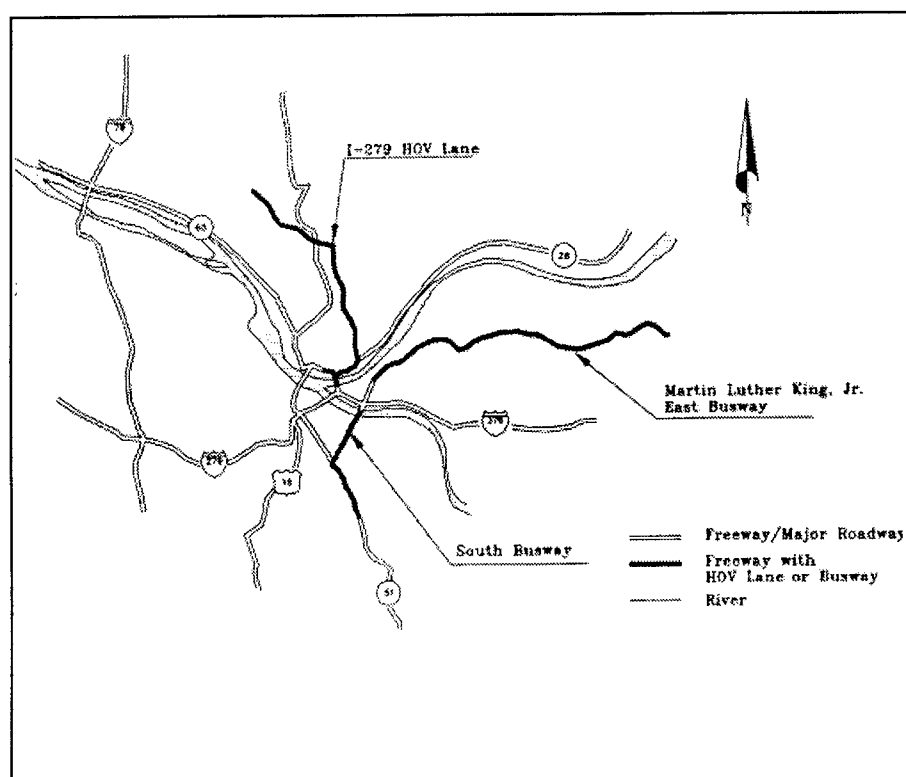 79
I-279 HOV Lane
65
28
N
Martin Luther King, Jr.
East Busway
279
19
South Busway
51
Freeway/Major Roadway
Freeway with
HOV Lane or Busway
River